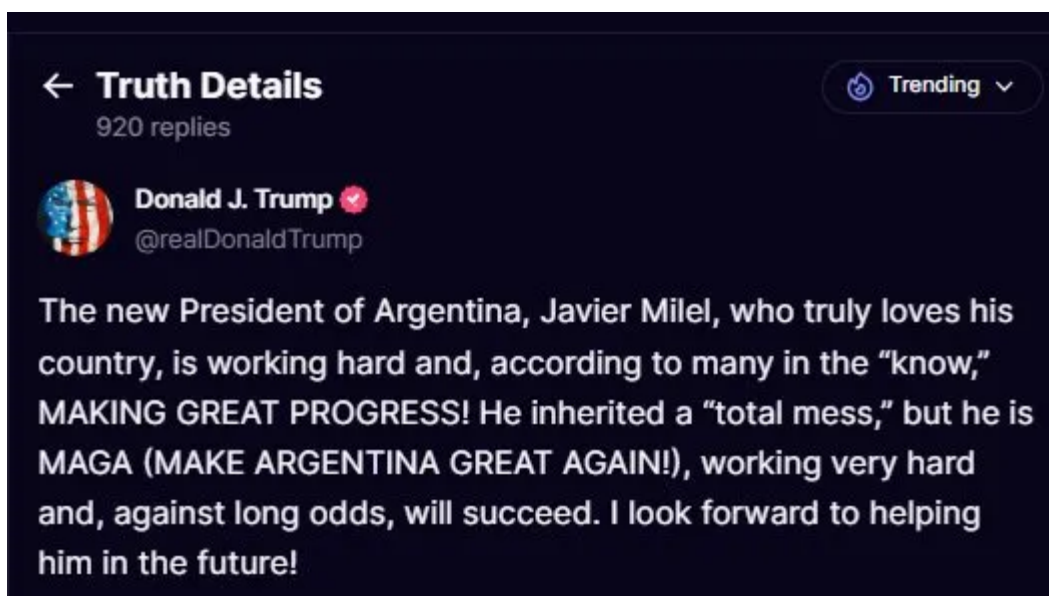 Truth Details
Trending
920 replies
Donald J. Trump
@realDonaldTrump
The new President of Argentina, Javier Milel, who truly loves his
country, is working hard and, according to many in the “know,”
MAKING GREAT PROGRESS! He inherited a “total mess,” but he is
MAGA (MAKE ARGENTINA GREAT AGAIN!), working very hard
and, against long odds, will succeed. I look forward to helping
him in the future!